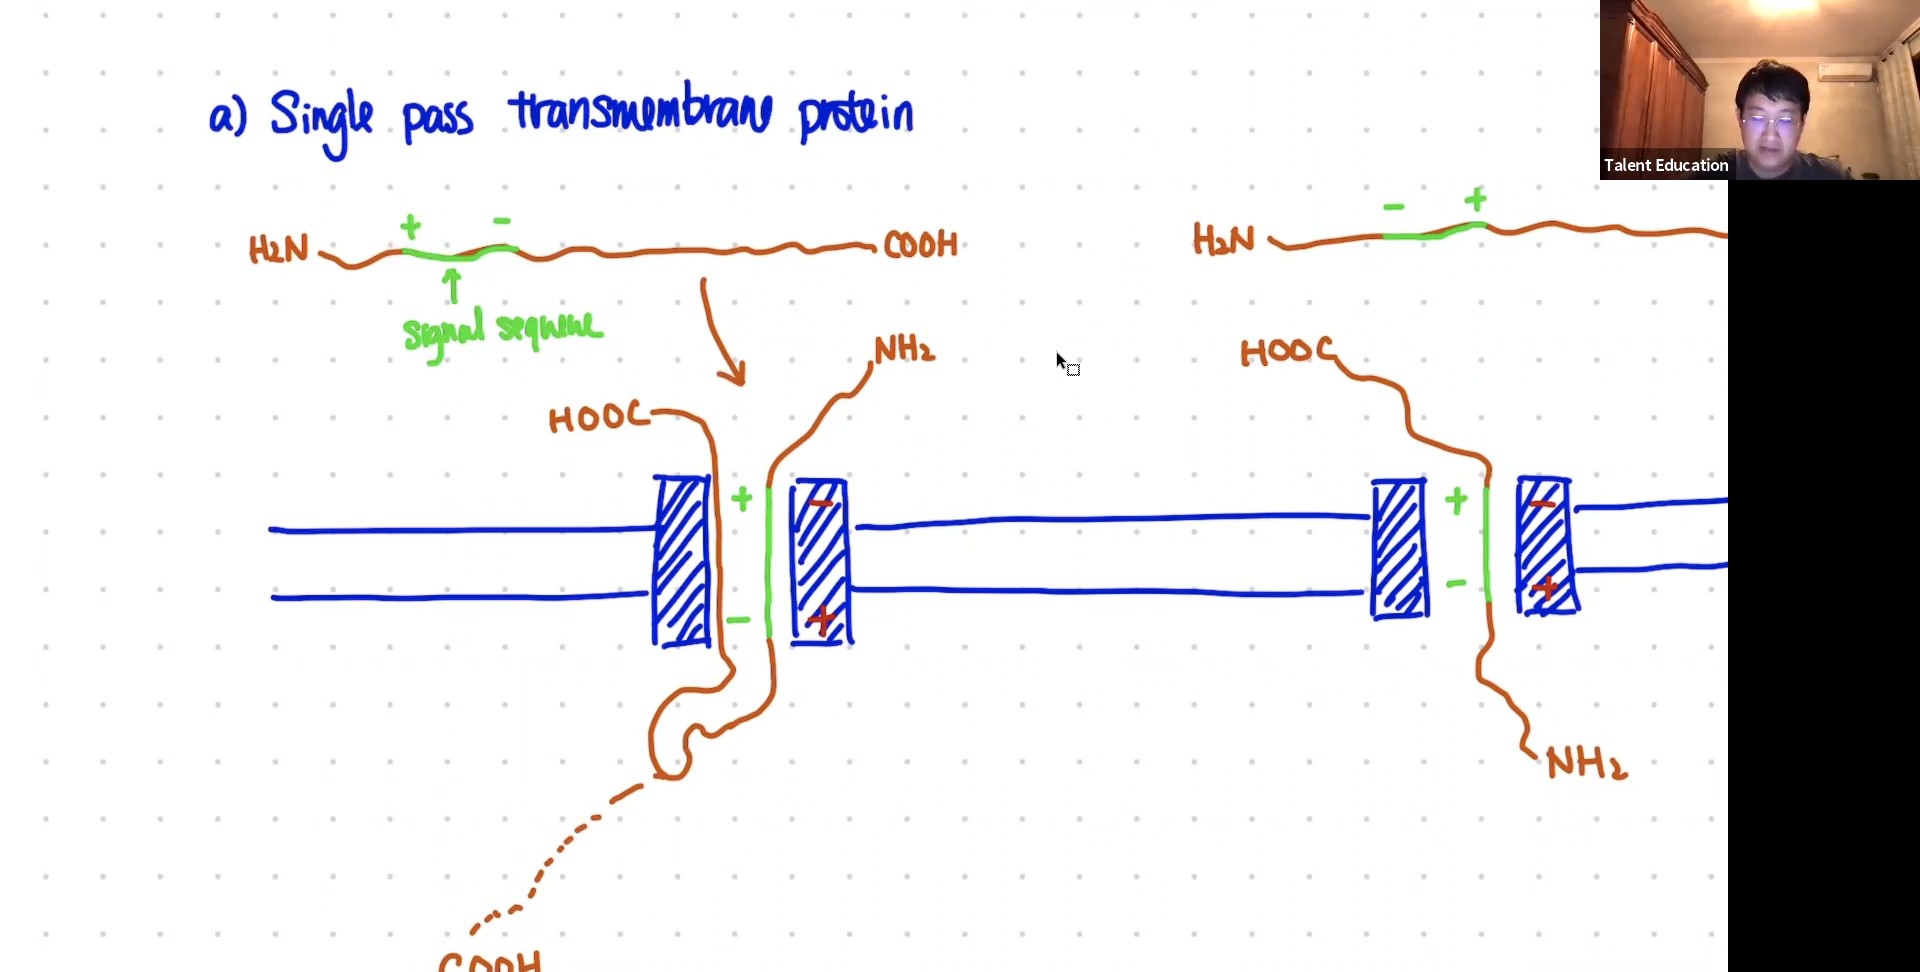 Talent Education
a) Single pass transmembrane protein
+ - - +
H2N COOH H2N
signal sequence
NH2 HOOC
HOOC
+ - + -
- + - +
NH2
COOH